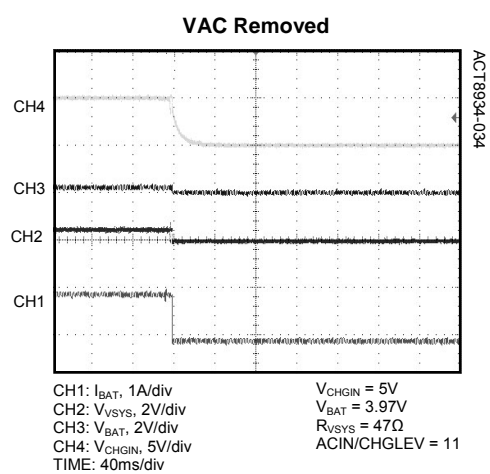 VAC Removed
ACT8934-034
CH4
CH3
CH2
CH1
CH1: IBAT, 1A/div
CH2: VVSYS, 2V/div
CH3: VBAT, 2V/div
CH4: VCHGIN, 5V/div
TIME: 40ms/div
VCHGIN = 5V
VBAT = 3.97V
RVSYS = 47Ω
ACIN/CHGLEV = 11